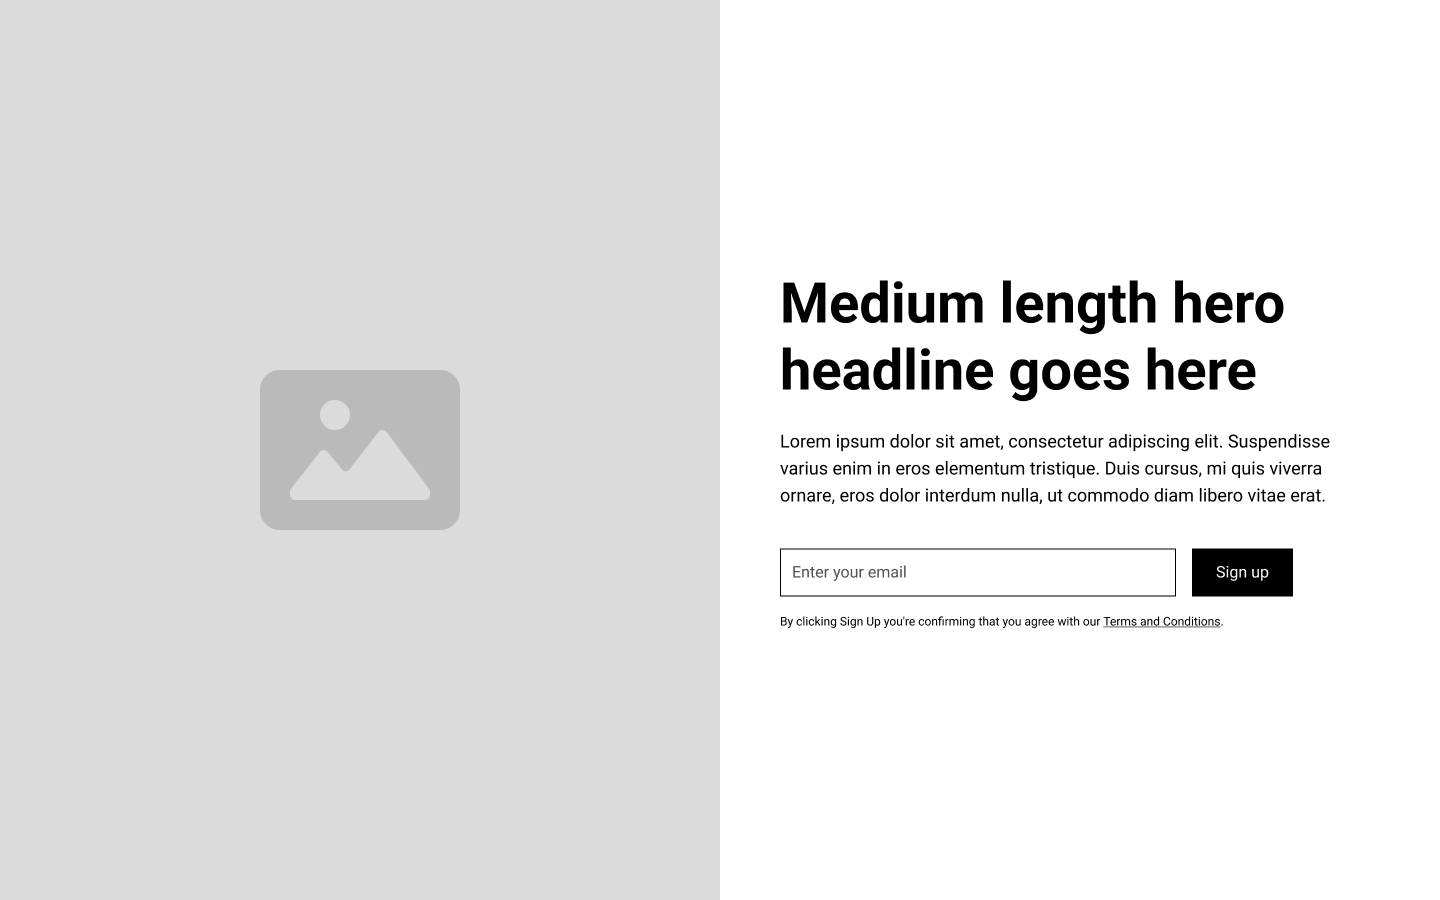 Medium length hero
headline goes here
Lorem ipsum dolor sit amet, consectetur adipiscing elit. Suspendisse
varius enim in eros elementum tristique. Duis cursus, mi quis viverra
ornare, eros dolor interdum nulla, ut commodo diam libero vitae erat.
Enter your email
Sign up
By clicking Sign Up you're confirming that you agree with our Terms and Conditions.